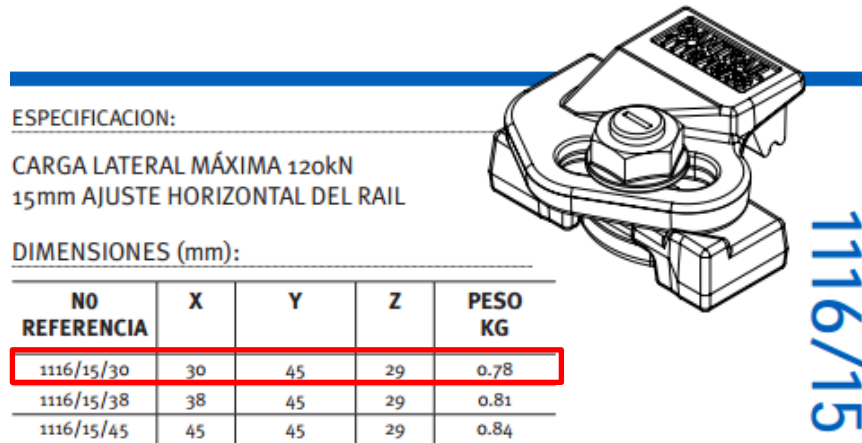 ESPECIFICACION:
CARGA LATERAL MÁXIMA 120kN
15mm AJUSTE HORIZONTAL DEL RAIL
DIMENSIONES (mm):
N0 REFERENCIA X Y Z PESO KG
1116/15/30 30 45 29 0.78
1116/15/38 38 45 29 0.81
1116/15/45 45 45 29 0.84
1116/15